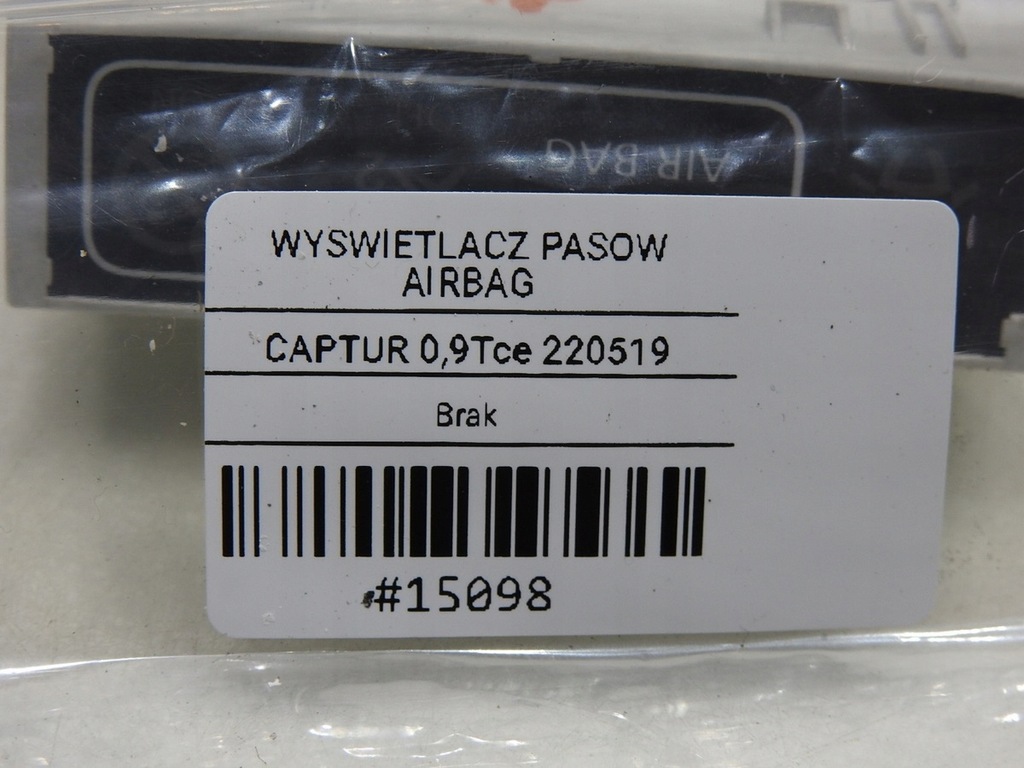 AIR BAG
WYSWIETLACZ PASOW
AIRBAG
CAPTUR 0,9Tce 220519
Brak
#15098